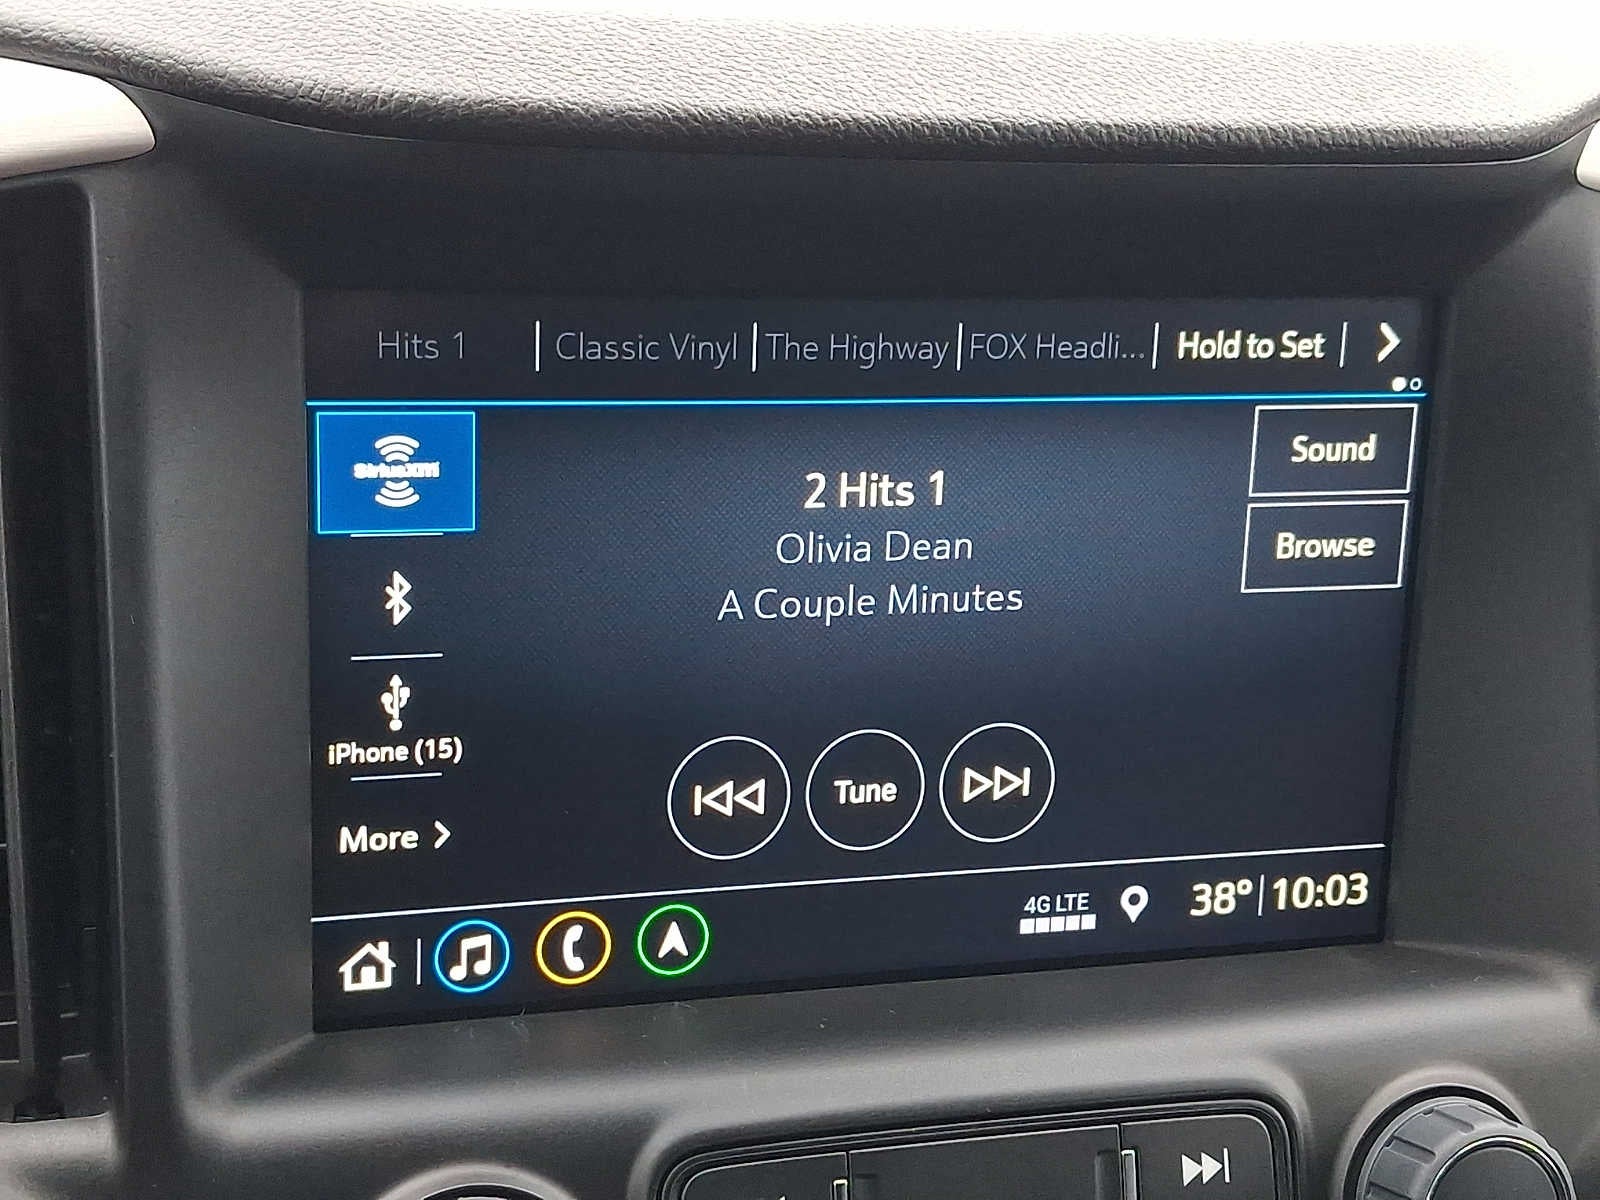 Hits 1 | Classic Vinyl | The Highway | FOX Headli... | Hold to Set |
SiriusXM
Sound
2 Hits 1
Olivia Dean
Browse
A Couple Minutes
iPhone (15)
Tune
More
4G LTE
38° | 10:03